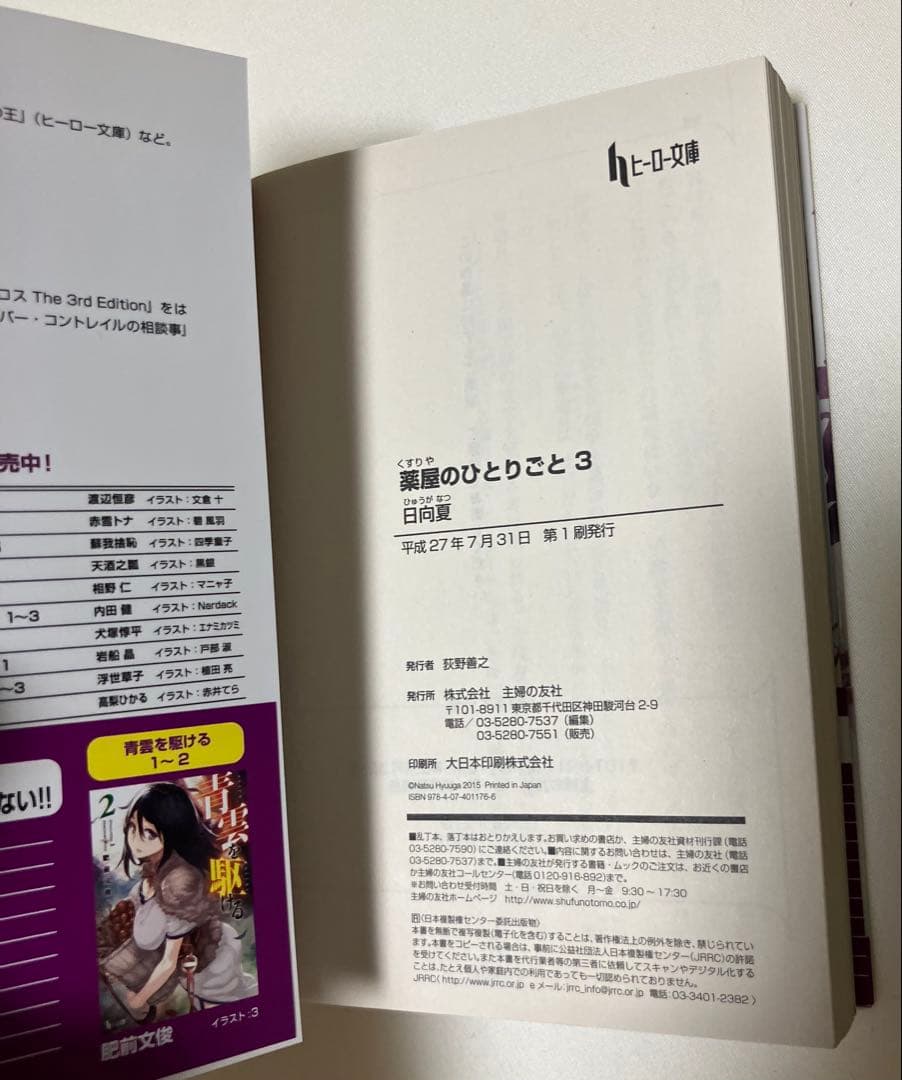 の王」(ヒーロー文庫)など。
コス The 3rd Edition』をは
バー・コントレイルの相談事」
売中!
渡辺恒彦 イラスト:文倉 十
赤雪トナ イラスト:碧 風羽
蘇我捨恥 イラスト:四季童子
天酒之瓢 イラスト:黒銀
相野 仁 イラスト:マニャ子
1〜3 内田 健 イラスト:Nardack
犬塚惇平 イラスト:エナミカツミ
1 岩船 晶 イラスト:戸部 淑
〜3 浮世草子 イラスト:植田 亮
高梨ひかる イラスト:赤井てら
青雲を駆ける
1〜2
ない!!
2
青雲を駆ける
イラスト:3
肥前文俊
hヒーロー文庫
くすりや
薬屋のひとりごと 3
ひゅうが なつ
日向夏
平成27年7月31日 第1刷発行
発行者 荻野善之
発行所 株式会社 主婦の友社
〒101-8911 東京都千代田区神田駿河台2-9
電話/03-5280-7537(編集)
03-5280-7551(販売)
印刷所 大日本印刷株式会社
©Natsu Hyuuga 2015 Printed in Japan
ISBN 978-4-07-401176-6
■乱丁本、落丁本はおとりかえします。お買い求めの書店か、主婦の友社資材刊行課(電話
03-5280-7590)にご連絡ください。■内容に関するお問い合わせは、主婦の友社(電話
03-5280-7537)まで。■主婦の友社が発行する書籍・ムックのご注文は、お近くの書店
か主婦の友社コールセンター(電話0120-916-892)まで。
※お問い合わせ受付時間 土・日・祝日を除く 月〜金 9:30〜17:30
主婦の友社ホームページ http://www.shufunotomo.co.jp/
Ⓡ〈日本複製権センター委託出版物〉
本書を無断で複写複製(電子化を含む)することは、著作権法上の例外を除き、禁じられてい
ます。本書をコピーされる場合は、事前に公益社団法人日本複製権センター(JRRC)の許諾
を受けてください。また本書を代行業者等の第三者に依頼してスキャンやデジタル化する
ことは、たとえ個人や家庭内での利用であっても一切認められておりません。
JRRC〈 http://www.jrrc.or.jp eメール:jrrc_info@jrrc.or.jp 電話:03-3401-2382 〉